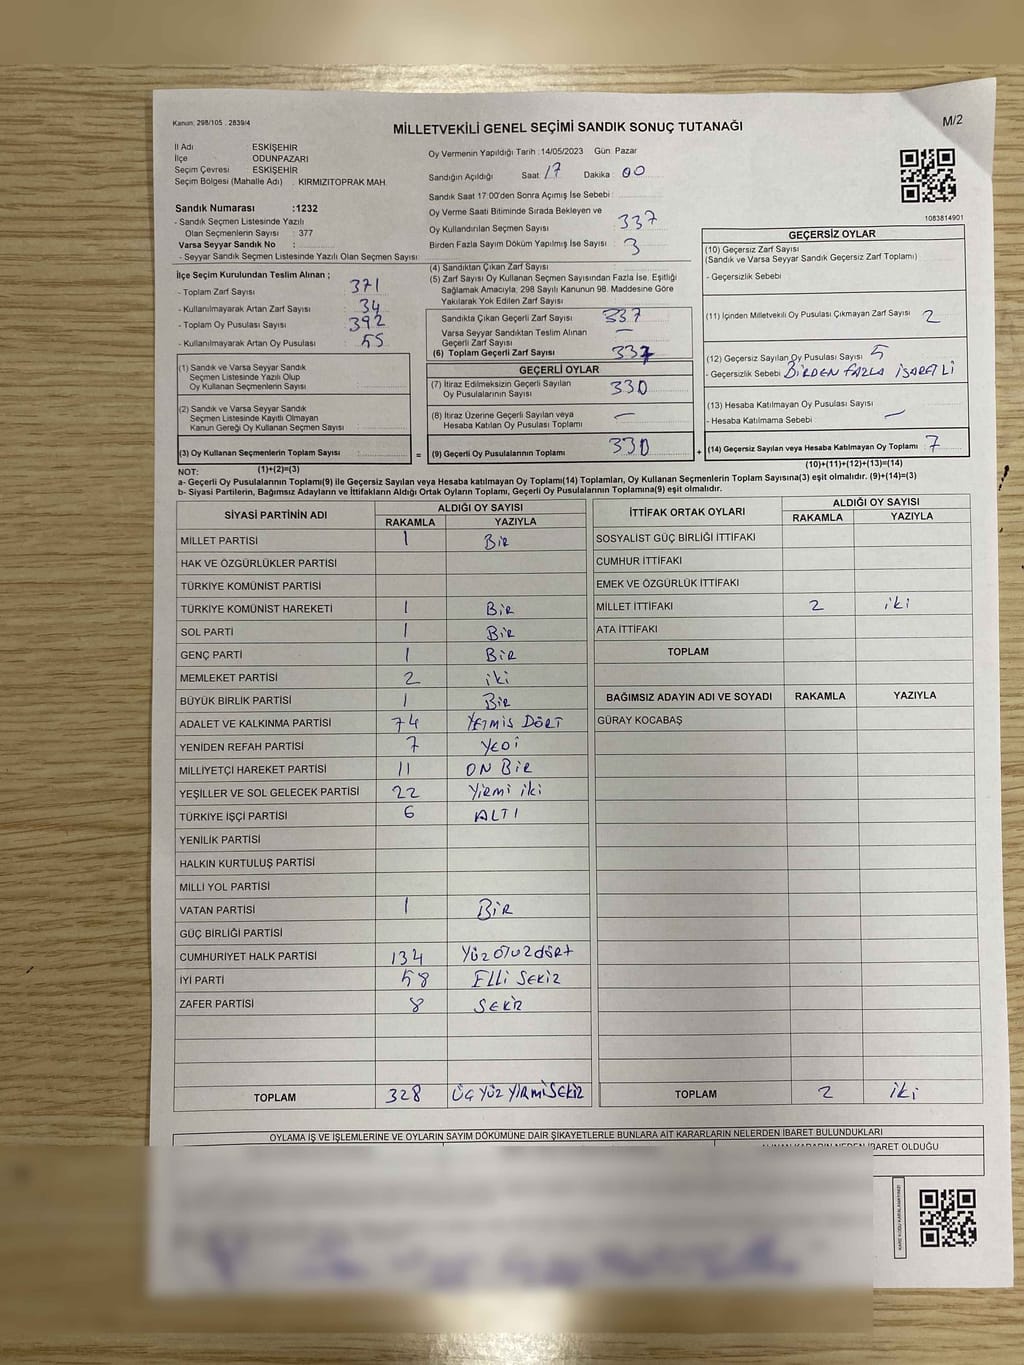 Kanun: 298/105 . 2839/4
MİLLETVEKİLİ GENEL SEÇİMİ SANDIK SONUÇ TUTANAĞI
M/2
İl Adı ESKİŞEHİR
İlçe ODUNPAZARI
Seçim Çevresi ESKİŞEHİR
Seçim Bölgesi (Mahalle Adı) . KIRMIZITOPRAK MAH.
Oy Vermenin Yapıldığı Tarih :14/05/2023 Gün Pazar
Sandığın Açıldığı Saat 17 Dakika : 00
Sandık Saat 17:00'den Sonra Açımış İse Sebebi
Sandık Numarası :1232
- Sandık Seçmen Listesinde Yazılı
Olan Seçmenlerin Sayısı : 377
Varsa Seyyar Sandık No :
- Seyyar Sandık Seçmen Listesinde Yazılı Olan Seçmen Sayısı
Oy Verme Saati Bitiminde Sırada Bekleyen ve
Oy Kullandırılan Seçmen Sayısı 337
Birden Fazla Sayım Döküm Yapılmış İse Sayısı 3
1083814901
İlçe Seçim Kurulundan Teslim Alınan ;
- Toplam Zarf Sayısı : 371
- Kullanılmayarak Artan Zarf Sayısı : 34
- Toplam Oy Pusulası Sayısı : 392
- Kullanılmayarak Artan Oy Pusulası : 55
(4) Sandıktan Çıkan Zarf Sayısı
(5) Zarf Sayısı Oy Kullanan Seçmen Sayısından Fazla İse, Eşitliği
Sağlamak Amacıyla, 298 Sayılı Kanunun 98. Maddesine Göre
Yakılarak Yok Edilen Zarf Sayısı
Sandıkta Çıkan Geçerli Zarf Sayısı 337
Varsa Seyyar Sandıktan Teslim Alınan
Geçerli Zarf Sayısı —
(6) Toplam Geçerli Zarf Sayısı 337
GEÇERSİZ OYLAR
(10) Geçersiz Zarf Sayısı
(Sandık ve Varsa Seyyar Sandık Geçersiz Zarf Toplamı)
- Geçersizlik Sebebi
(11) İçinden Milletvekili Oy Pusulası Çıkmayan Zarf Sayısı 2
(12) Geçersiz Sayılan Oy Pusulası Sayısı 5
- Geçersizlik Sebebi BİRDEN FAZLA İŞARETLİ
(13) Hesaba Katılmayan Oy Pusulası Sayısı
- Hesaba Katılmama Sebebi —
(14) Geçersiz Sayılan veya Hesaba Katılmayan Oy Toplamı 7
(10)+(11)+(12)+(13)=(14)
(1) Sandık ve Varsa Seyyar Sandık
Seçmen Listesinde Yazılı Olup
Oy Kullanan Seçmenlerin Sayısı
(2) Sandık ve Varsa Seyyar Sandık
Seçmen Listesinde Kayıtlı Olmayan
Kanun Gereği Oy Kullanan Seçmen Sayısı
(3) Oy Kullanan Seçmenlerin Toplam Sayısı
GEÇERLİ OYLAR
(7) İtiraz Edilmeksizin Geçerli Sayılan
Oy Pusulalarının Sayısı 330
(8) İtiraz Üzerine Geçerli Sayılan veya
Hesaba Katılan Oy Pusulası Toplamı —
= (9) Geçerli Oy Pusulalarının Toplamı 330 +
NOT: (1)+(2)=(3)
a- Geçerli Oy Pusulalarının Toplamı(9) ile Geçersiz Sayılan veya Hesaba katılmayan Oy Toplamı(14) Toplamları, Oy Kullanan Seçmenlerin Toplam Sayısına(3) eşit olmalıdır. (9)+(14)=(3)
b- Siyasi Partilerin, Bağımsız Adayların ve İttifakların Aldığı Ortak Oyların Toplamı, Geçerli Oy Pusulalarının Toplamına(9) eşit olmalıdır.
SİYASİ PARTİNİN ADI ALDIĞI OY SAYISI
RAKAMLA YAZIYLA
MİLLET PARTİSİ 1 BİR
HAK VE ÖZGÜRLÜKLER PARTİSİ
TÜRKİYE KOMÜNİST PARTİSİ
TÜRKİYE KOMÜNİST HAREKETİ 1 BİR
SOL PARTİ 1 BİR
GENÇ PARTİ 1 BİR
MEMLEKET PARTİSİ 2 iki
BÜYÜK BİRLİK PARTİSİ 1 BİR
ADALET VE KALKINMA PARTİSİ 74 YETMİŞ DÖRT
YENİDEN REFAH PARTİSİ 7 YEDİ
MİLLİYETÇİ HAREKET PARTİSİ 11 ON BİR
YEŞİLLER VE SOL GELECEK PARTİSİ 22 Yirmi iki
TÜRKİYE İŞÇİ PARTİSİ 6 ALTI
YENİLİK PARTİSİ
HALKIN KURTULUŞ PARTİSİ
MİLLİ YOL PARTİSİ
VATAN PARTİSİ 1 BİR
GÜÇ BİRLİĞİ PARTİSİ
CUMHURİYET HALK PARTİSİ 134 YÜZ OTUZ DÖRT
İYİ PARTİ 58 ELLİ SEKİZ
ZAFER PARTİSİ 8 SEKİZ
TOPLAM 328 ÜÇ YÜZ YİRMİSEKİZ
İTTİFAK ORTAK OYLARI ALDIĞI OY SAYISI
RAKAMLA YAZIYLA
SOSYALİST GÜÇ BİRLİĞİ İTTİFAKI
CUMHUR İTTİFAKI
EMEK VE ÖZGÜRLÜK İTTİFAKI
MİLLET İTTİFAKI 2 iki
ATA İTTİFAKI
TOPLAM
BAĞIMSIZ ADAYIN ADI VE SOYADI RAKAMLA YAZIYLA
GÜRAY KOCABAŞ
TOPLAM 2 iki
OYLAMA İŞ VE İŞLEMLERİNE VE OYLARIN SAYIM DÖKÜMÜNE DAİR ŞİKAYETLERLE BUNLARA AİT KARARLARIN NELERDEN İBARET BULUNDUKLARI
ALINAN KARARIN NEDEN İBARET OLDUĞU